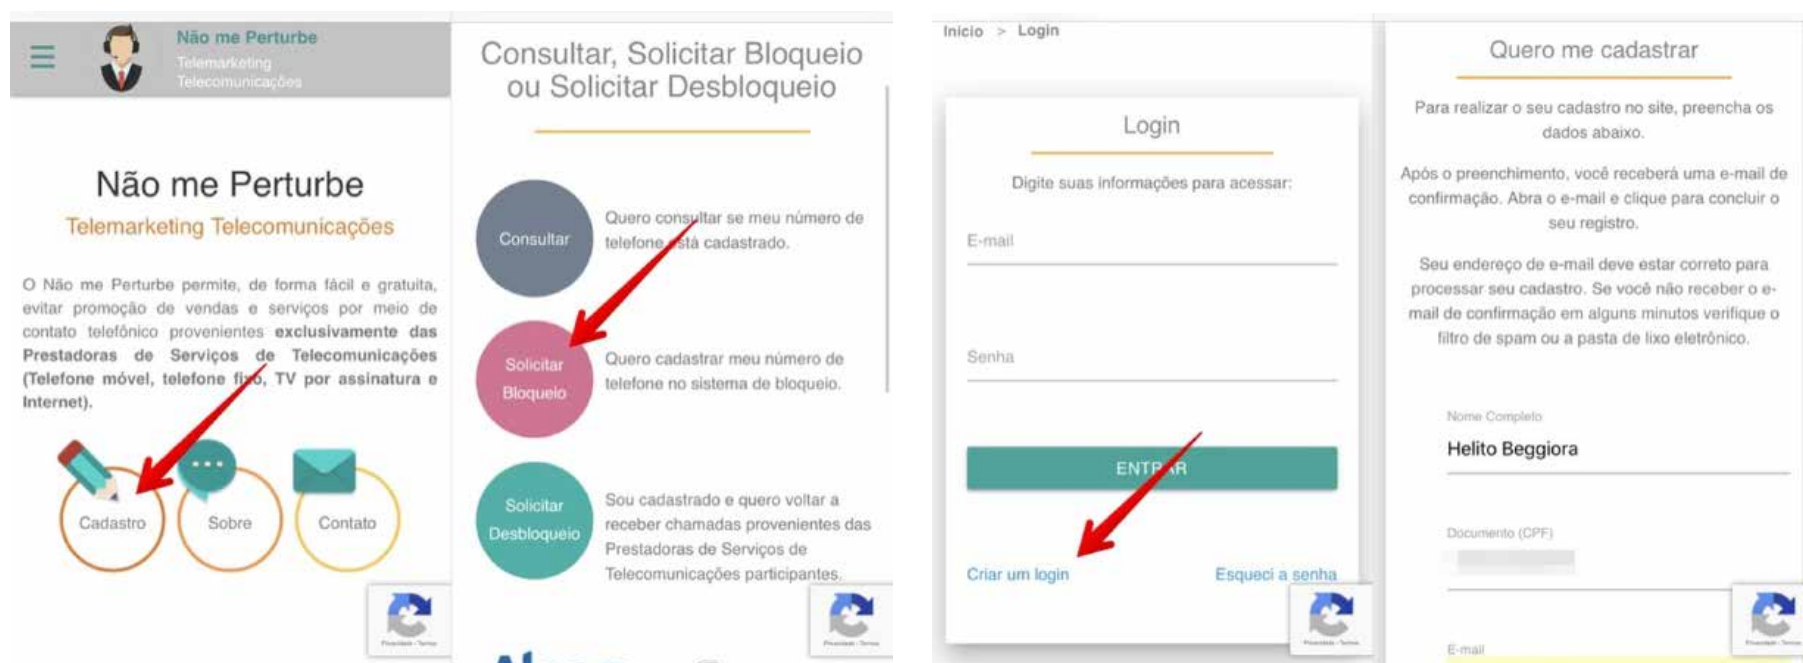 Não me Perturbe
Telemarketing
Telecomunicações
Não me Perturbe
Telemarketing Telecomunicações
O Não me Perturbe permite, de forma fácil e gratuita,
evitar promoção de vendas e serviços por meio de
contato telefônico provenientes exclusivamente das
Prestadoras de Serviços de Telecomunicações
(Telefone móvel, telefone fixo, TV por assinatura e
Internet).
Cadastro
Sobre
Contato
Privacidade - Termos
Consultar, Solicitar Bloqueio
ou Solicitar Desbloqueio
Consultar
Quero consultar se meu número de
telefone está cadastrado.
Solicitar
Bloqueio
Quero cadastrar meu número de
telefone no sistema de bloqueio.
Solicitar
Desbloqueio
Sou cadastrado e quero voltar a
receber chamadas provenientes das
Prestadoras de Serviços de
Telecomunicações participantes.
Privacidade - Termos
Início > Login
Login
Digite suas informações para acessar:
E-mail
Senha
ENTRAR
Criar um login
Esqueci a senha
Privacidade - Termos
Quero me cadastrar
Para realizar o seu cadastro no site, preencha os
dados abaixo.
Após o preenchimento, você receberá uma e-mail de
confirmação. Abra o e-mail e clique para concluir o
seu registro.
Seu endereço de e-mail deve estar correto para
processar seu cadastro. Se você não receber o e-
mail de confirmação em alguns minutos verifique o
filtro de spam ou a pasta de lixo eletrônico.
Nome Completo
Helito Beggiora
Documento (CPF)
E-mail
Privacidade - Termos